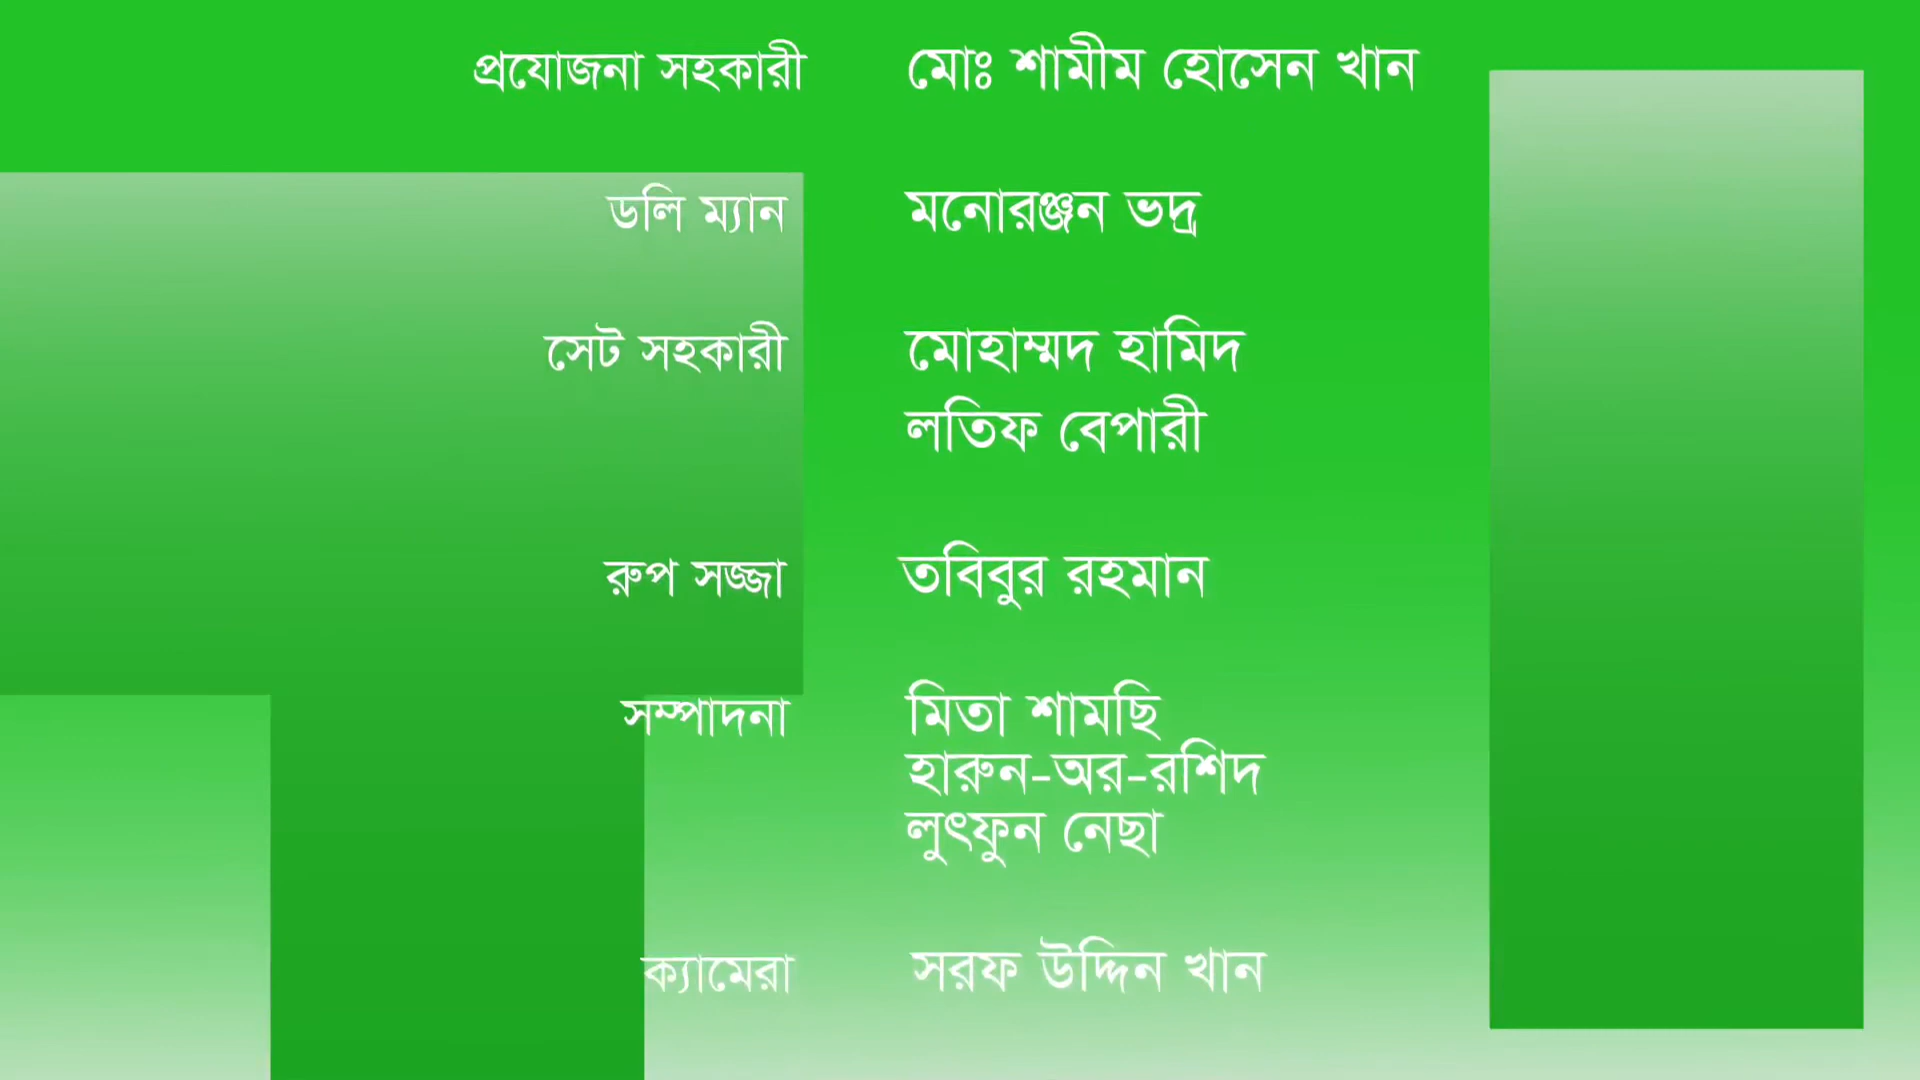 প্রযোজনা সহকারী মোঃ শামীম হোসেন খান
ডলি ম্যান মনোরঞ্জন ভদ্র
সেট সহকারী মোহাম্মদ হামিদ
লতিফ বেপারী
রুপ সজ্জা তবিবুর রহমান
সম্পাদনা মিতা শামছি
হারুন-অর-রশিদ
লুৎফুন নেছা
ক্যামেরা সরফ উদ্দিন খান